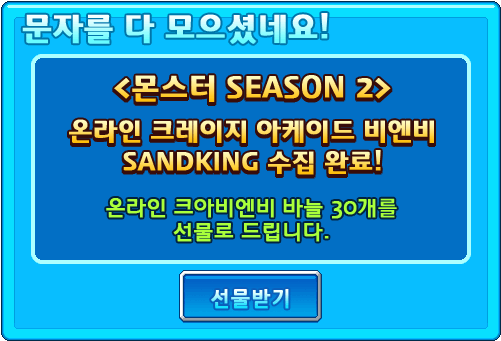 문자를 다 모으셨네요!
<몬스터 SEASON 2>
온라인 크레이지 아케이드 비엔비
SANDKING 수집 완료!
온라인 크아비엔비 바늘 30개를
선물로 드립니다.
선물받기